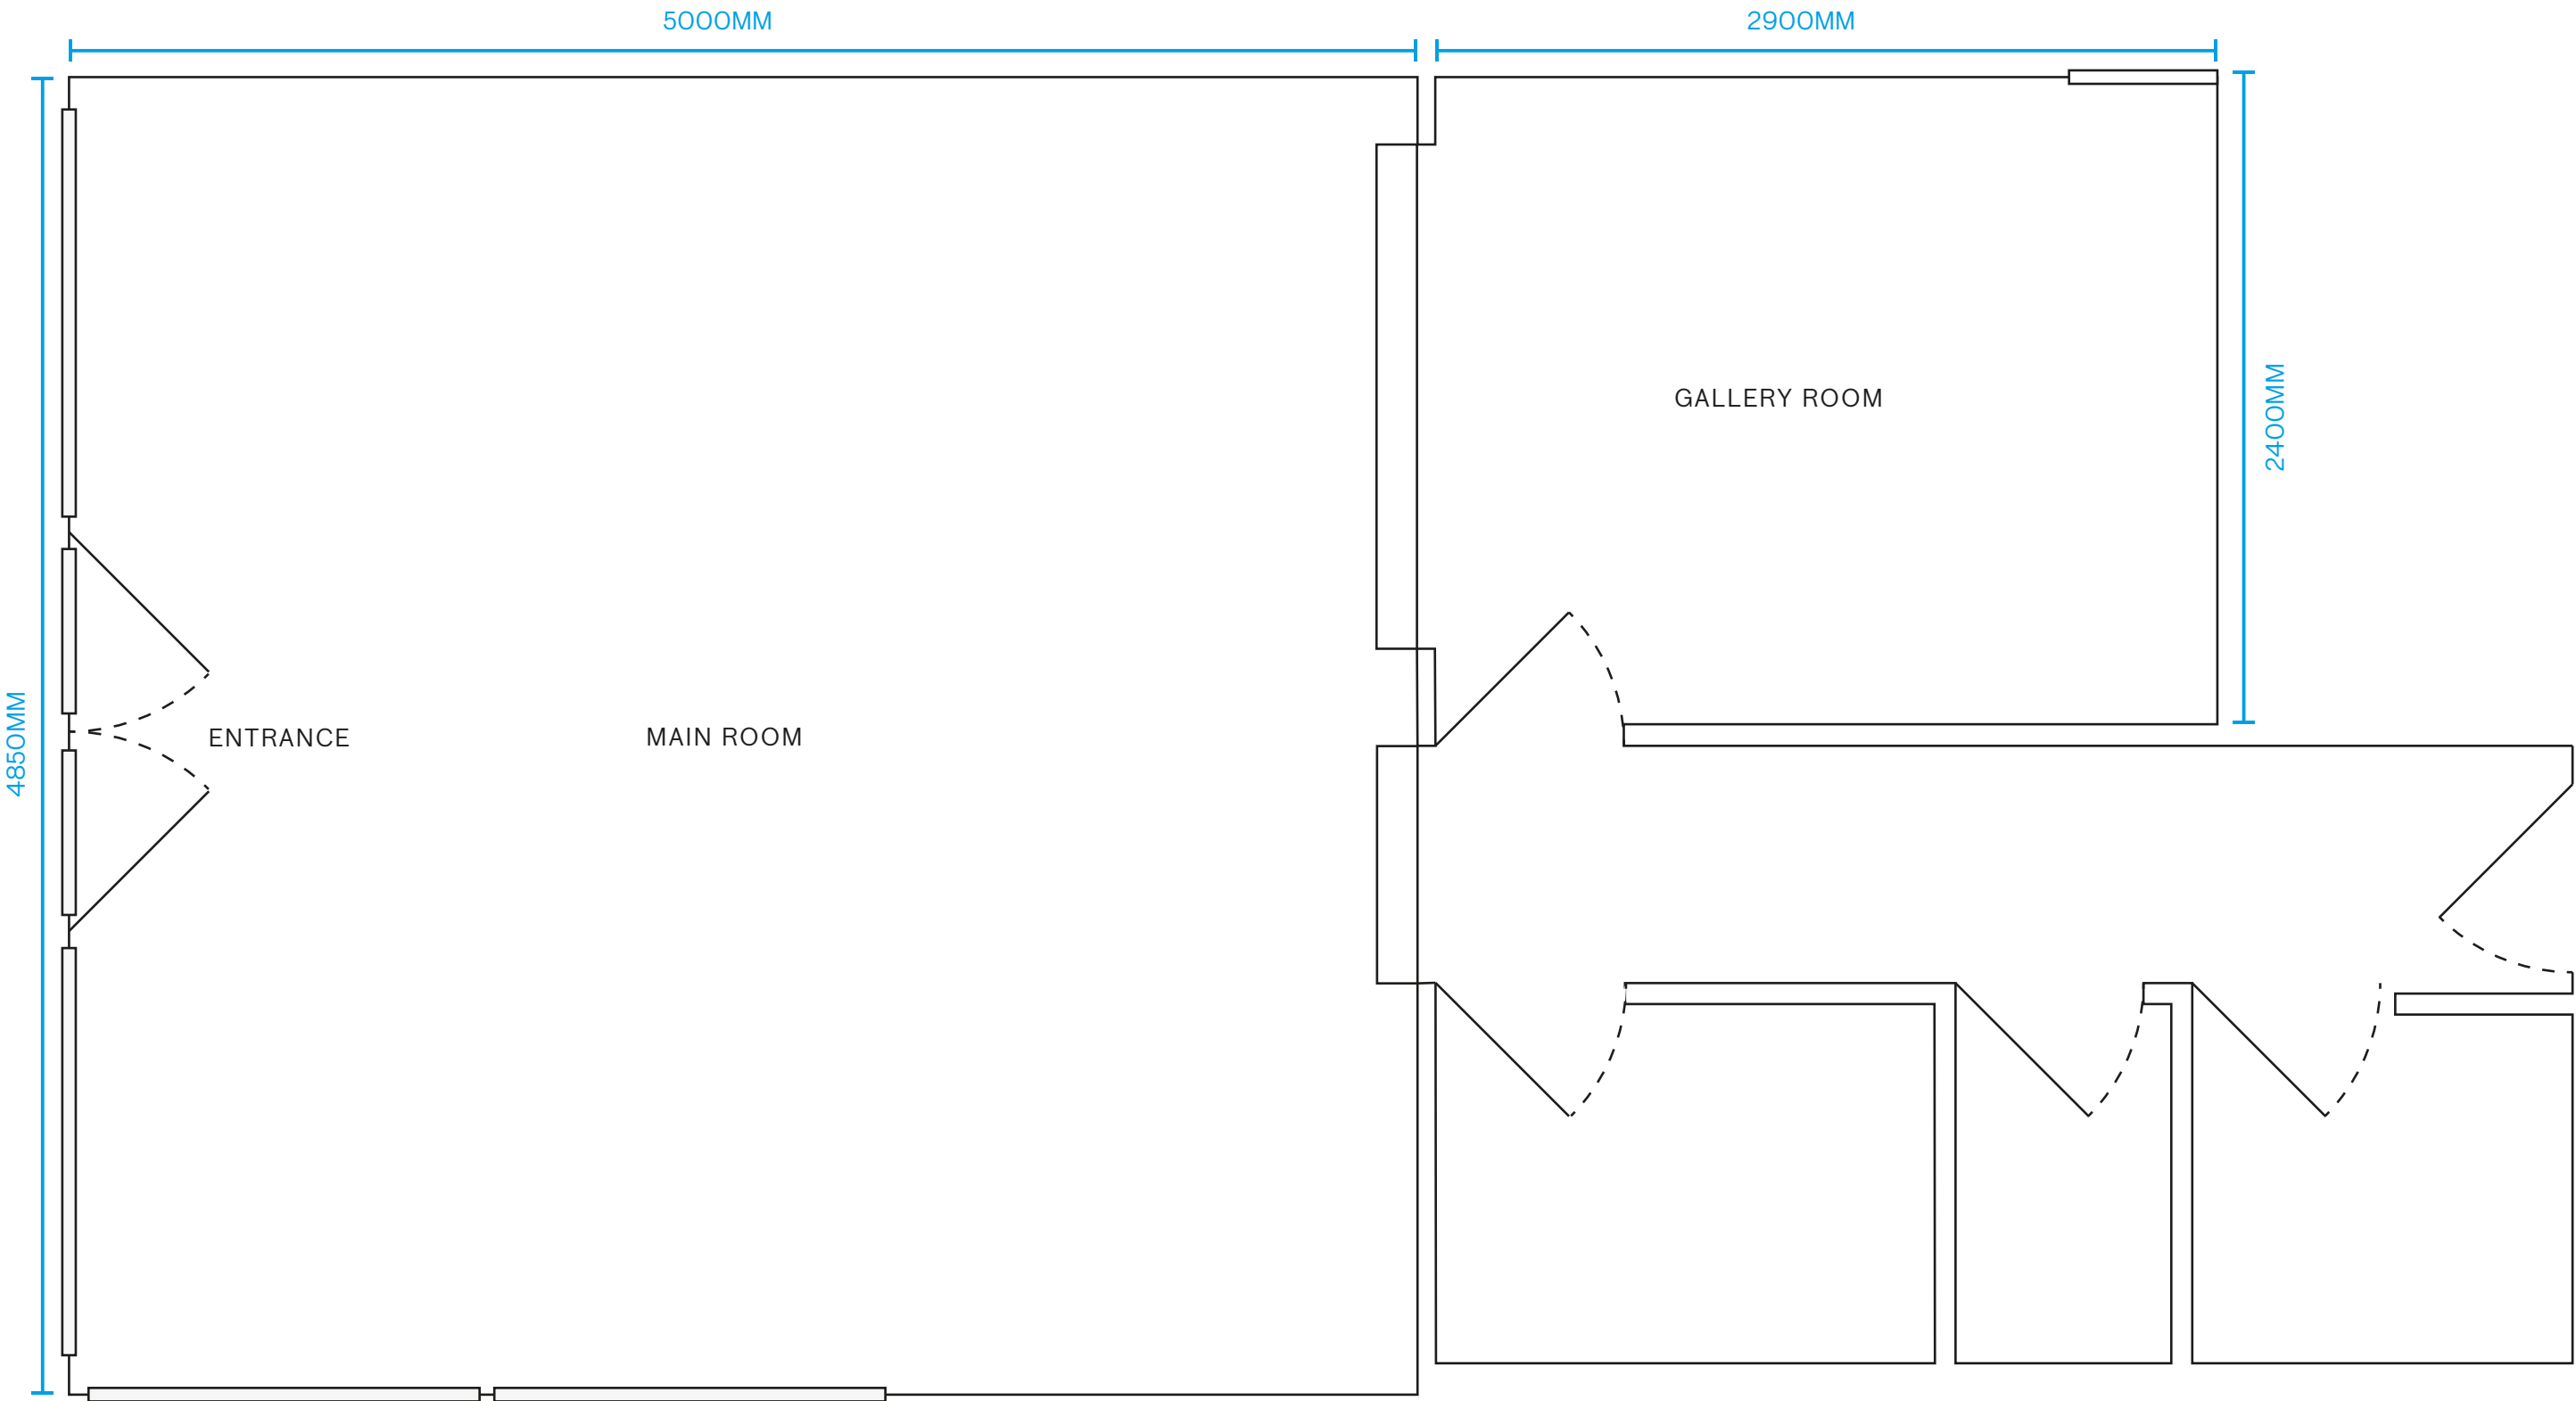 5000MM
2900MM
GALLERY ROOM
2400MM
4850MM
ENTRANCE
MAIN ROOM